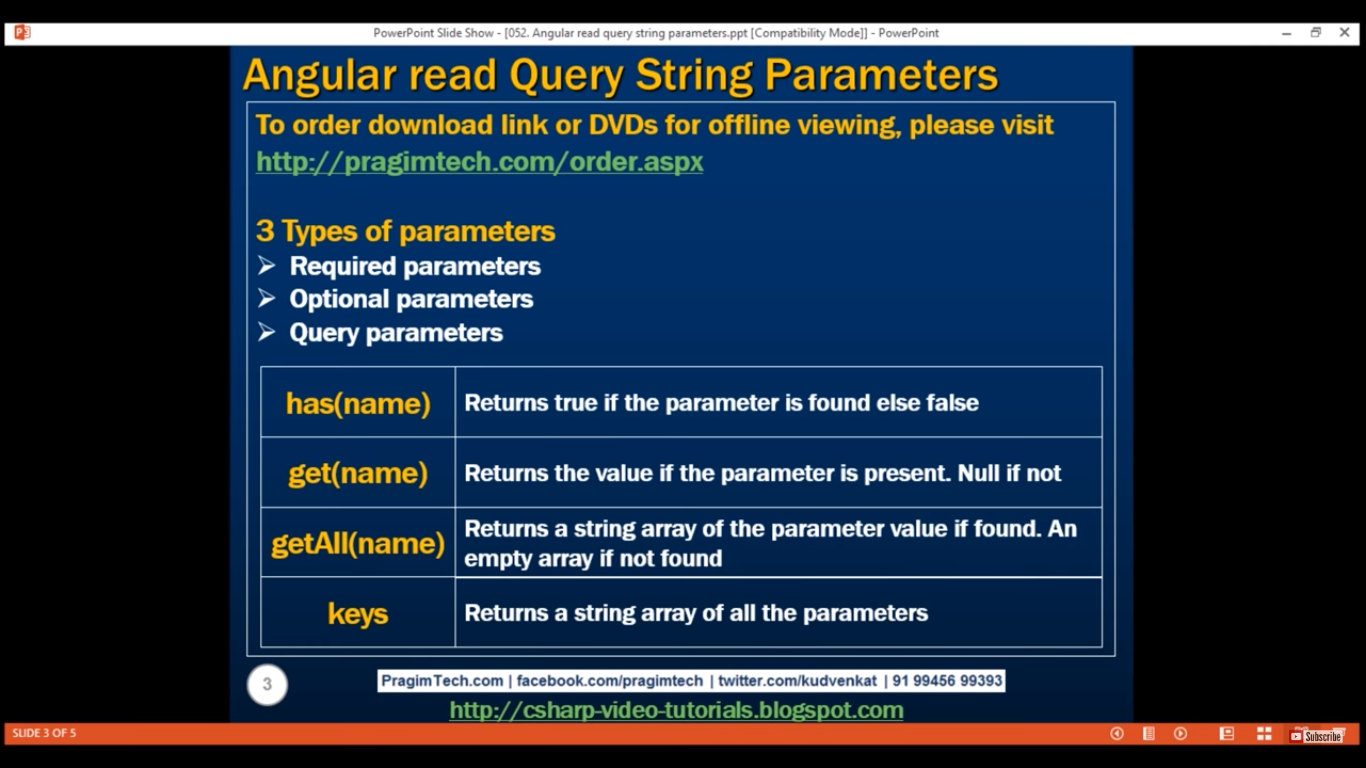 PowerPoint Slide Show - [052. Angular read query string parameters.ppt [Compatibility Mode]] - PowerPoint
Angular read Query String Parameters
To order download link or DVDs for offline viewing, please visit
http://pragimtech.com/order.aspx
3 Types of parameters
Required parameters
Optional parameters
Query parameters
has(name) Returns true if the parameter is found else false
get(name) Returns the value if the parameter is present. Null if not
getAll(name) Returns a string array of the parameter value if found. An
empty array if not found
keys Returns a string array of all the parameters
3
PragimTech.com | facebook.com/pragimtech | twitter.com/kudvenkat | 91 99456 99393
http://csharp-video-tutorials.blogspot.com
SLIDE 3 OF 5
Subscribe